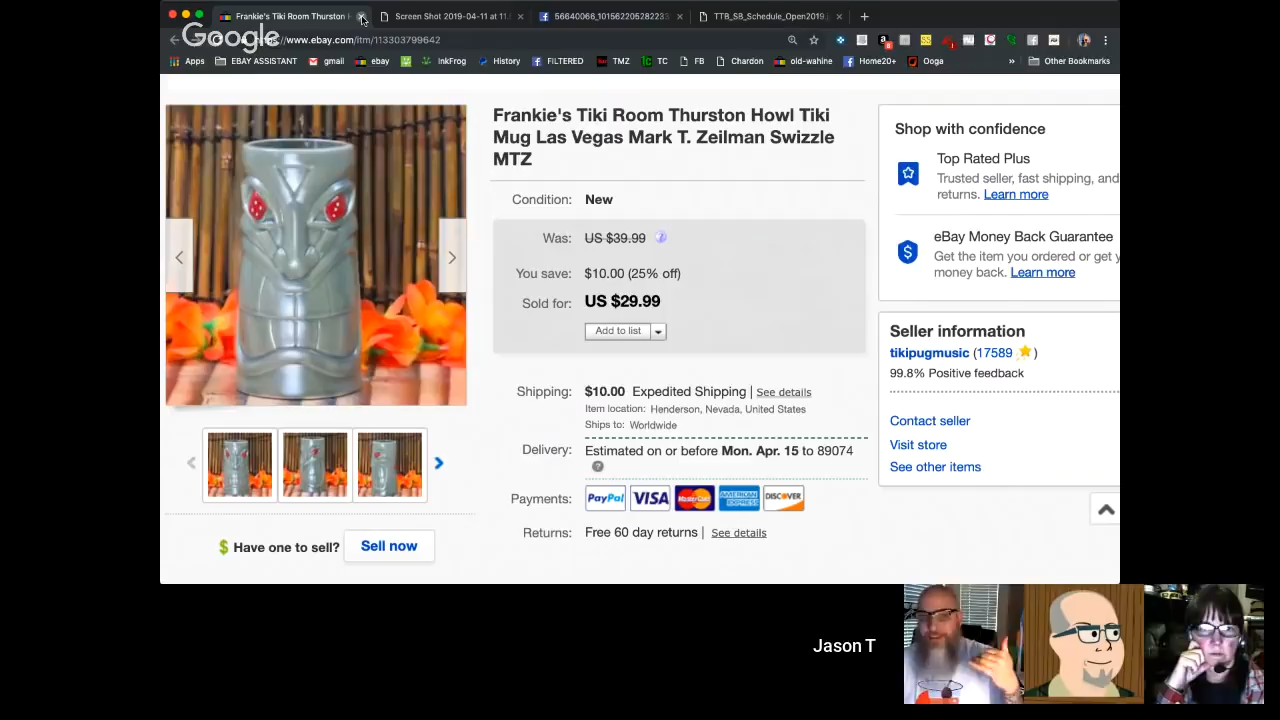 Frankie's Tiki Room Thurston H
Screen Shot 2019-04-11 at 11.
56640068_10156220528223
TTB_SB_Schedule_Open2019.
Google
https://www.ebay.com/itm/113303799642
Apps
EBAY ASSISTANT
gmail
ebay
InkFrog
History
FILTERED
TMZ
TC
FB
Chardon
old-wahine
Home20+
Ooga
»
Other Bookmarks
Frankie's Tiki Room Thurston Howl Tiki
Mug Las Vegas Mark T. Zeilman Swizzle
MTZ
Condition: New
Was: US $39.99
You save: $10.00 (25% off)
Sold for: US $29.99
Add to list
Shipping: $10.00 Expedited Shipping | See details
Item location: Henderson, Nevada, United States
Ships to: Worldwide
Delivery: Estimated on or before Mon. Apr. 15 to 89074
Payments: PayPal VISA MasterCard AMERICAN EXPRESS DISCOVER
Returns: Free 60 day returns | See details
Have one to sell? Sell now
Shop with confidence
Top Rated Plus
Trusted seller, fast shipping, and
returns. Learn more
eBay Money Back Guarantee
Get the item you ordered or get y
money back. Learn more
Seller information
tikipugmusic (17589 )
99.8% Positive feedback
Contact seller
Visit store
See other items
Jason T